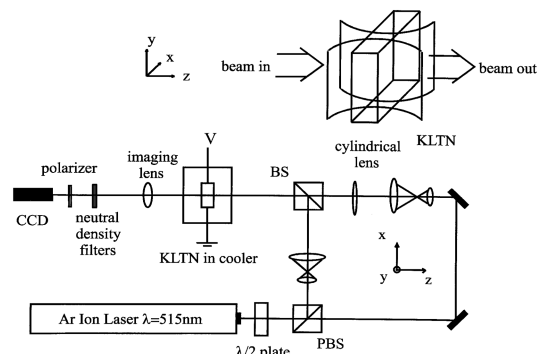 y
x
z
beam in
beam out
KLTN
V
cylindrical
lens
imaging
lens
polarizer
BS
CCD
neutral
density
filters
KLTN in cooler
x
y
z
Ar Ion Laser λ=515nm
PBS
λ/2 plate